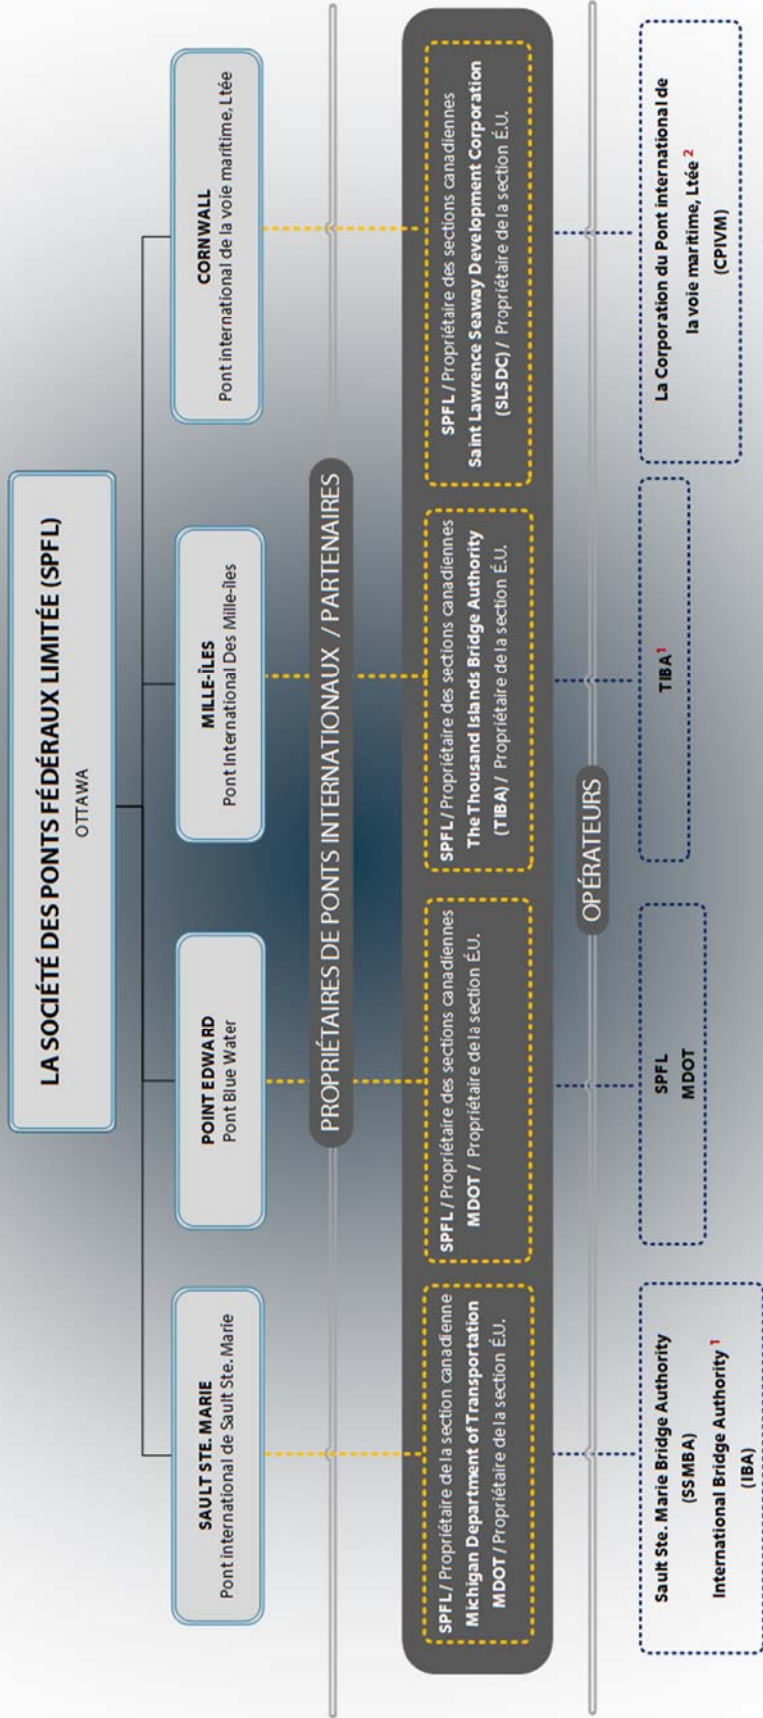 LA SOCIÉTÉ DES PONTS FÉDÉRAUX LIMITÉE (SPFL)
OTTAWA
SAULT STE. MARIE
Pont international de Sault Ste. Marie
POINT EDWARD
Pont Blue Water
MILLE-ÎLES
Pont International Des Mille-îles
CORNWALL
Pont international de la voie maritime, Ltée
PROPRIÉTAIRES DE PONTS INTERNATIONAUX / PARTENAIRES
SPFL / Propriétaire de la section canadienne
Michigan Department of Transportation
MDOT / Propriétaire de la section É.U.
SPFL / Propriétaire des sections canadiennes
MDOT / Propriétaire de la section É.U.
SPFL / Propriétaire des sections canadiennes
The Thousand Islands Bridge Authority
(TIBA) / Propriétaire de la section É.U.
SPFL / Propriétaire des sections canadiennes
Saint Lawrence Seaway Development Corporation
(SLSDC) / Propriétaire de la section É.U.
OPÉRATEURS
Sault Ste. Marie Bridge Authority
(SSMBA)
International Bridge Authority 1
(IBA)
SPFL
MDOT
TIBA1
La Corporation du Pont international de
la voie maritime, Ltée 2
(CPIVM)